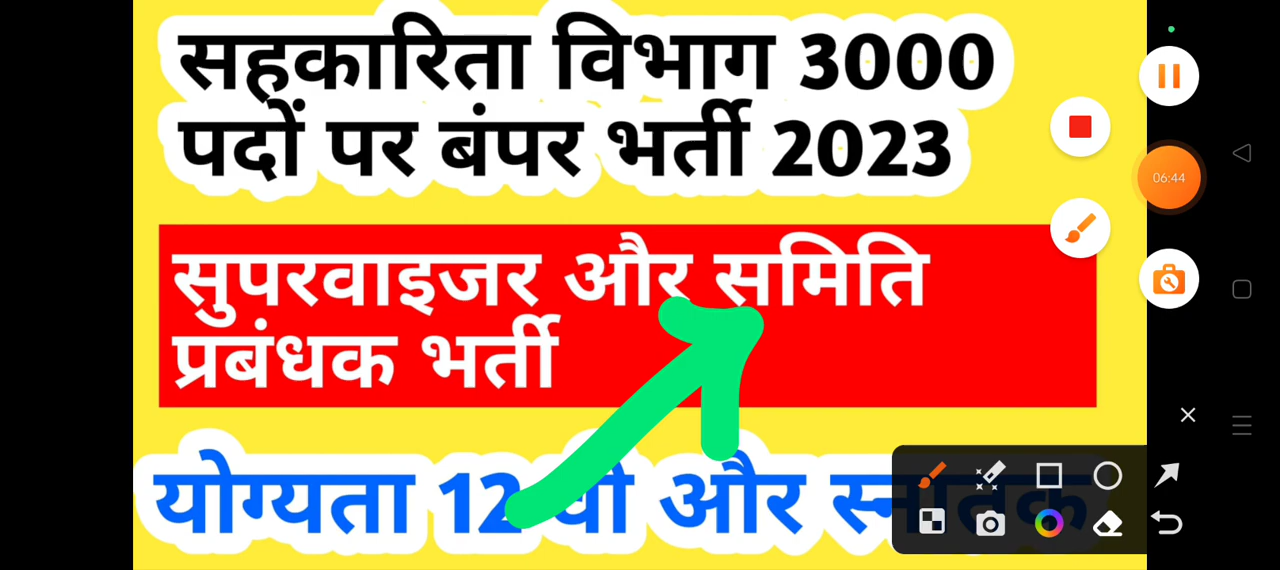 सहकारिता विभाग 3000
पदों पर बंपर भर्ती 2023
सुपरवाइजर और समिति
प्रबंधक भर्ती
योग्यता 12 वी और स्नातक
06:44